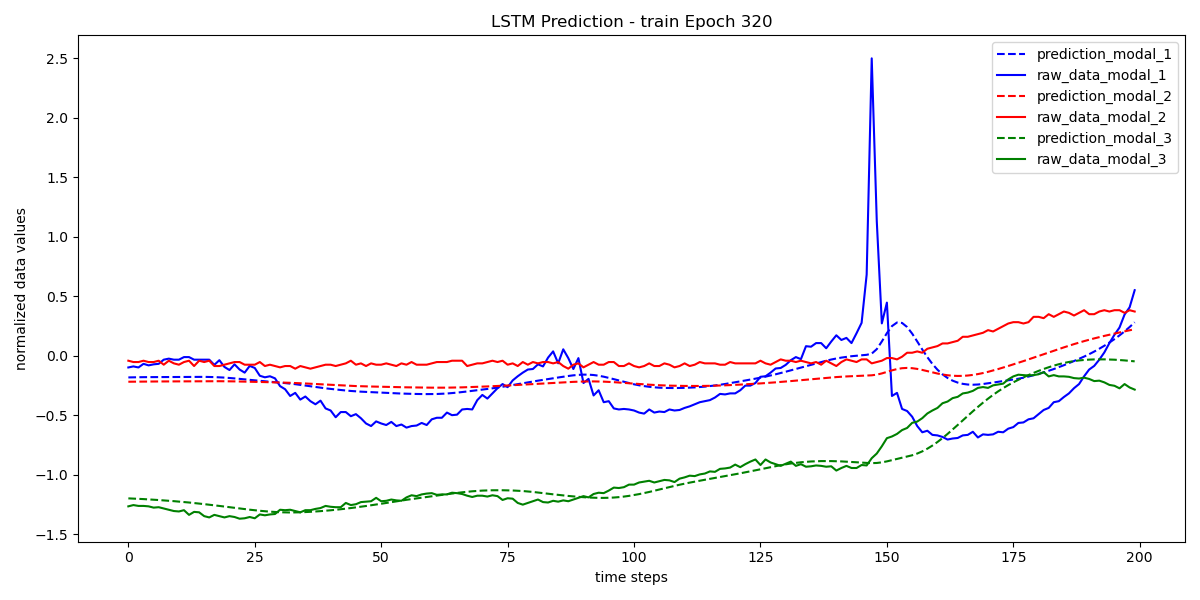 LSTM Prediction - train Epoch 320
prediction_modal_1
raw_data_modal_1
prediction_modal_2
raw_data_modal_2
prediction_modal_3
raw_data_modal_3
normalized data values
2.5
2.0
1.5
1.0
0.5
0.0
−0.5
−1.0
−1.5
0 25 50 75 100 125 150 175 200
time steps